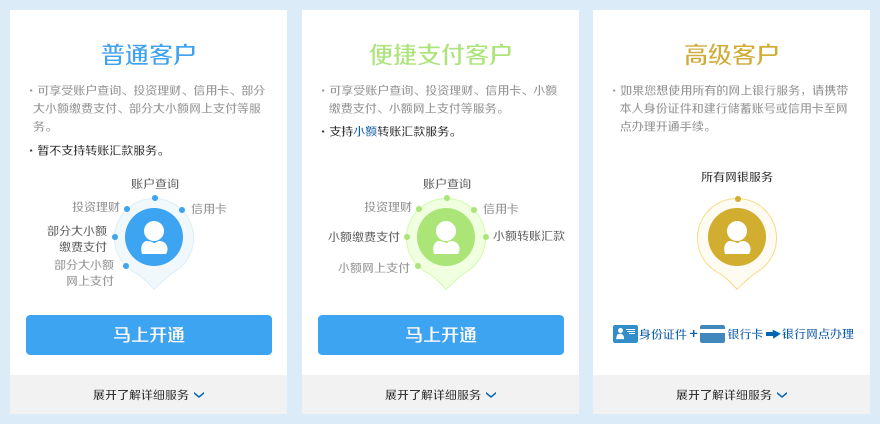 普通客户
· 可享受账户查询、投资理财、信用卡、部分
大小额缴费支付、部分大小额网上支付等服
务。
· 暂不支持转账汇款服务。
账户查询
投资理财
信用卡
部分大小额
缴费支付
部分大小额
网上支付
马上开通
展开了解详细服务
便捷支付客户
· 可享受账户查询、投资理财、信用卡、小额
缴费支付、小额网上支付等服务。
· 支持小额转账汇款服务。
账户查询
投资理财
信用卡
小额缴费支付
小额转账汇款
小额网上支付
马上开通
展开了解详细服务
高级客户
· 如果您想使用所有的网上银行服务，请携带
本人身份证件和建行储蓄账号或信用卡至网
点办理开通手续。
所有网银服务
身份证件 + 银行卡 银行网点办理
展开了解详细服务